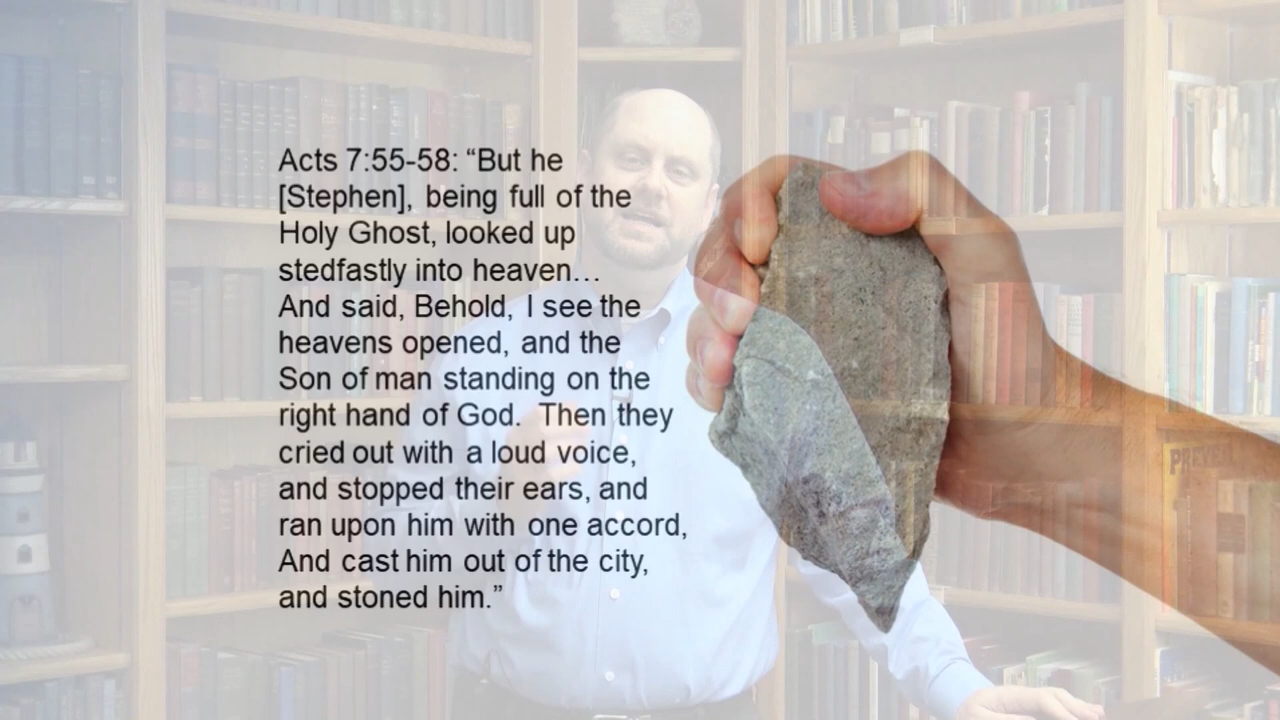 Acts 7:55-58: “But he
[Stephen], being full of the
Holy Ghost, looked up
stedfastly into heaven…
And said, Behold, I see the
heavens opened, and the
Son of man standing on the
right hand of God.  Then they
cried out with a loud voice,
and stopped their ears, and
ran upon him with one accord,
And cast him out of the city,
and stoned him.”